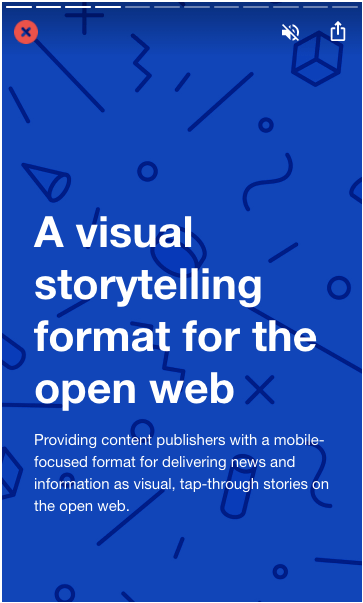 A visual
storytelling
format for the
open web
Providing content publishers with a mobile-
focused format for delivering news and
information as visual, tap-through stories on
the open web.